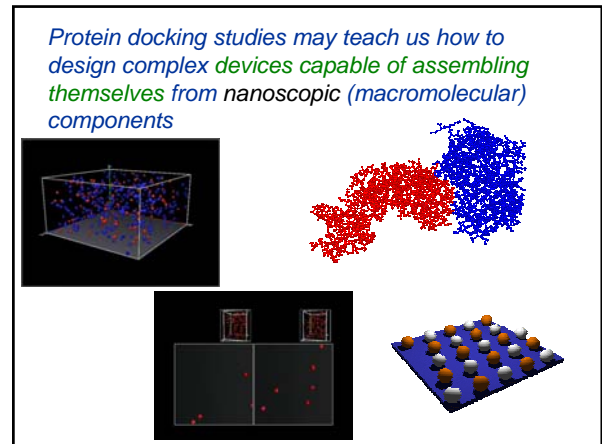 Protein docking studies may teach us how to
design complex devices capable of assembling
themselves from nanoscopic (macromolecular)
components